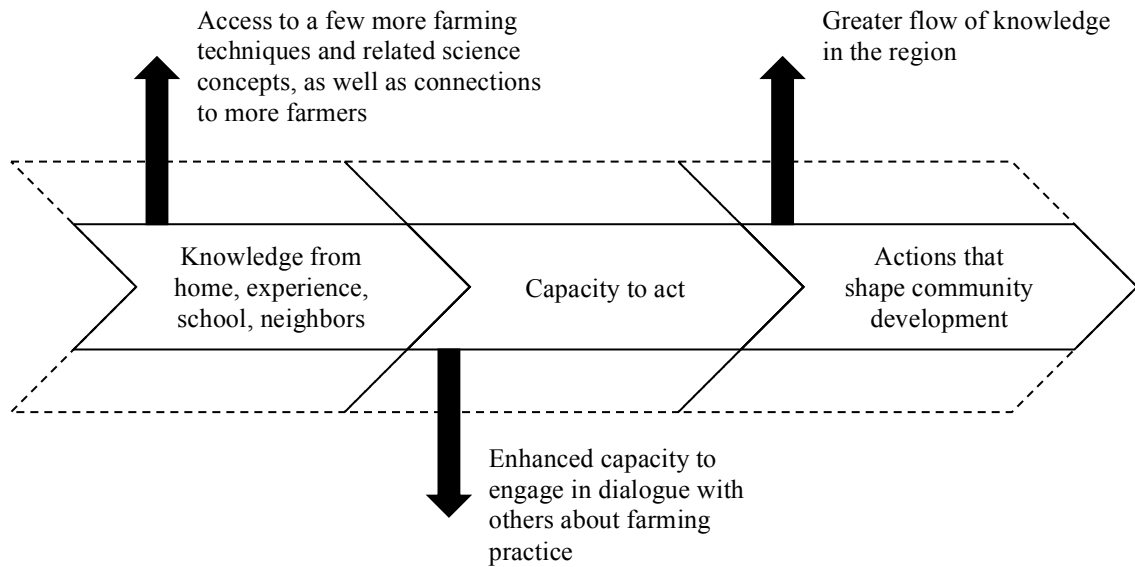 Access to a few more farming
techniques and related science
concepts, as well as connections
to more farmers
Greater flow of knowledge
in the region
Knowledge from
home, experience,
school, neighbors
Capacity to act
Actions that
shape community
development
Enhanced capacity to
engage in dialogue with
others about farming
practice